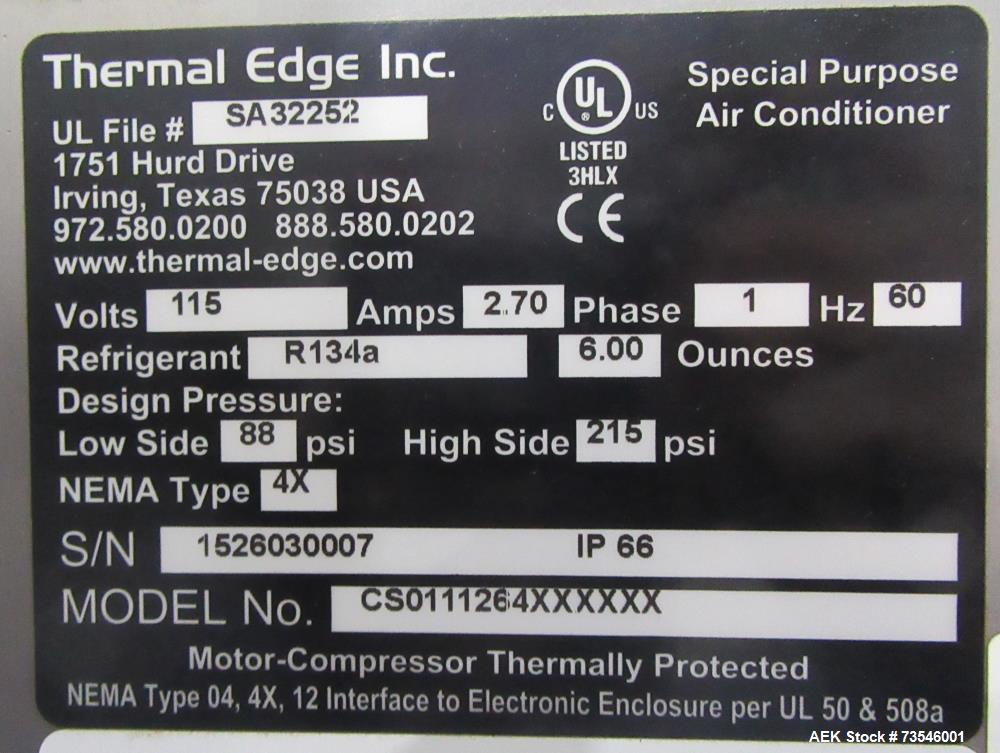 Thermal Edge Inc.
UL File # SA32252
1751 Hurd Drive
Irving, Texas 75038 USA
972.580.0200 888.580.0202
www.thermal-edge.com
C UL ® US
LISTED
3HLX
CE
Special Purpose
Air Conditioner
Volts 115 Amps 2.70 Phase 1 Hz 60
Refrigerant R134a 6.00 Ounces
Design Pressure:
Low Side 88 psi High Side 215 psi
NEMA Type 4X
S/N 1526030007 IP 66
MODEL No. CS0111264XXXXXX
Motor-Compressor Thermally Protected
NEMA Type 04, 4X, 12 Interface to Electronic Enclosure per UL 50 & 508a
AEK Stock # 73546001